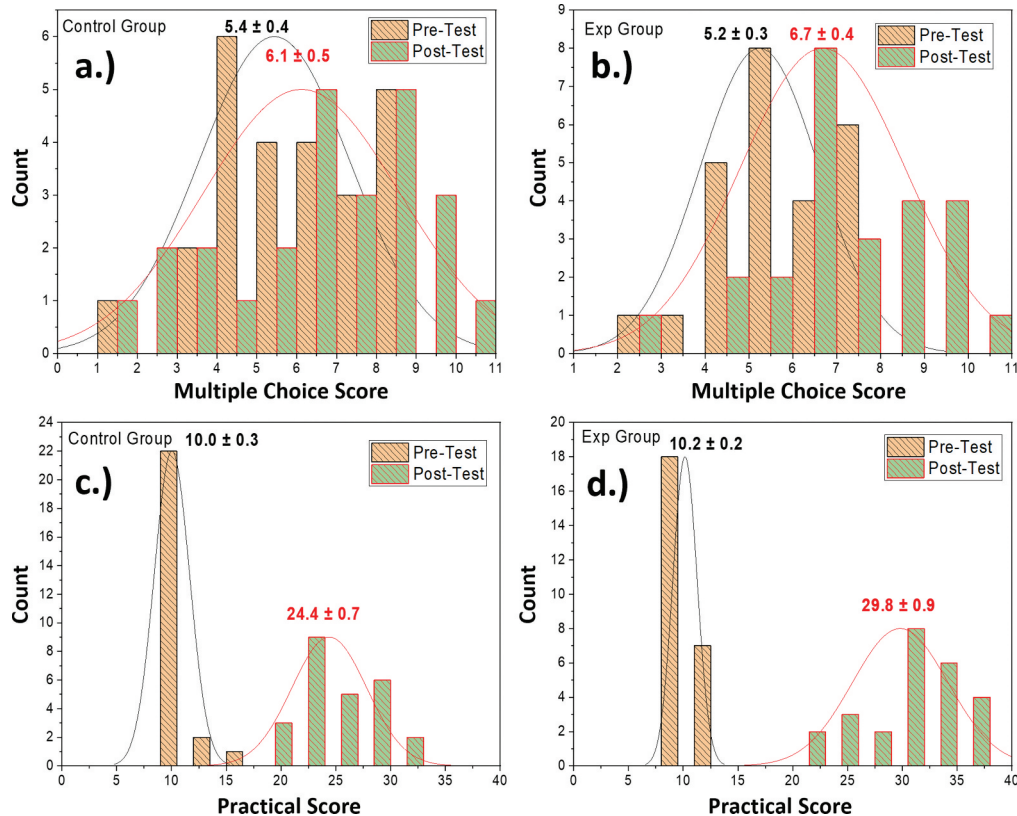 Control Group
5.4 ± 0.4
6.1 ± 0.5
Pre-Test
Post-Test
a.)
6
5
4
3
2
1
0
Count
0 1 2 3 4 5 6 7 8 9 10 11
Multiple Choice Score
Exp Group
5.2 ± 0.3
6.7 ± 0.4
Pre-Test
Post-Test
b.)
9
8
7
6
5
4
3
2
1
0
Count
1 2 3 4 5 6 7 8 9 10 11
Multiple Choice Score
Control Group
10.0 ± 0.3
Pre-Test
Post-Test
c.)
24.4 ± 0.7
24
22
20
18
16
14
12
10
8
6
4
2
0
Count
0 5 10 15 20 25 30 35 40
Practical Score
Exp Group
10.2 ± 0.2
Pre-Test
Post-Test
d.)
29.8 ± 0.9
20
18
16
14
12
10
8
6
4
2
0
Count
0 5 10 15 20 25 30 35 40
Practical Score